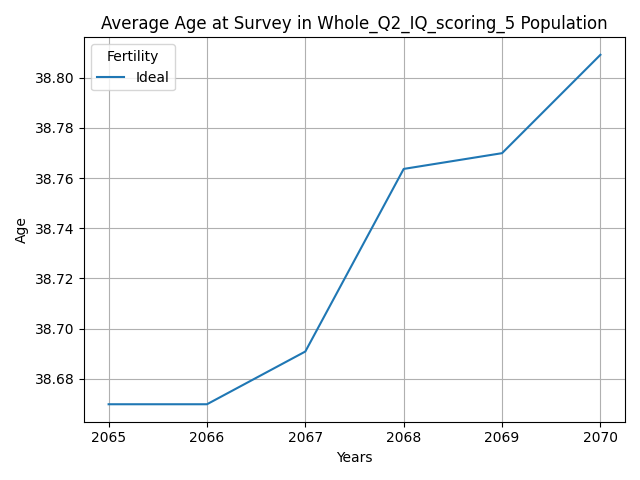 Average Age at Survey in Whole_Q2_IQ_scoring_5 Population
Fertility
Ideal
38.80
38.78
38.76
38.74
38.72
38.70
38.68
Age
2065 2066 2067 2068 2069 2070
Years